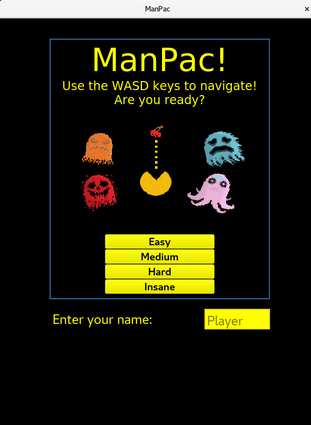 ManPac
ManPac!
Use the WASD keys to navigate!
Are you ready?
Easy
Medium
Hard
Insane
Enter your name:
Player